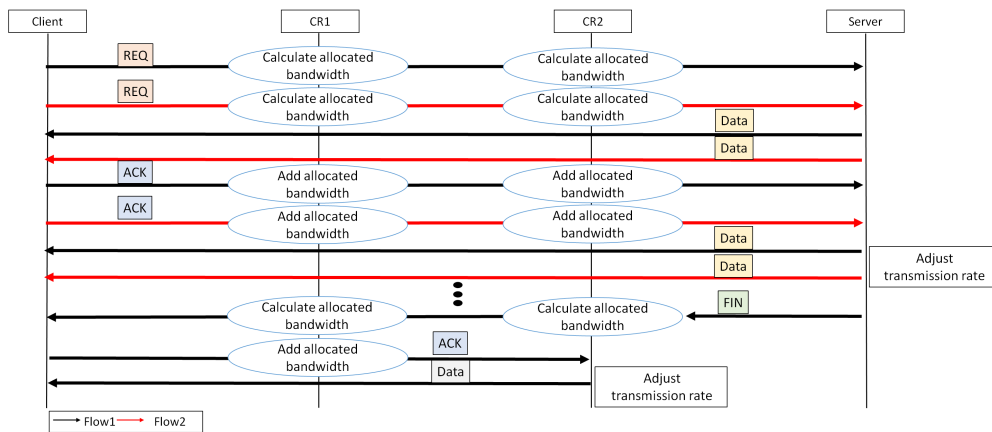 Client
CR1
CR2
Server
REQ
Calculate allocated
bandwidth
Calculate allocated
bandwidth
REQ
Calculate allocated
bandwidth
Calculate allocated
bandwidth
Data
Data
ACK
Add allocated
bandwidth
Add allocated
bandwidth
ACK
Add allocated
bandwidth
Add allocated
bandwidth
Data
Data
Adjust
transmission rate
FIN
Calculate allocated
bandwidth
Calculate allocated
bandwidth
Add allocated
bandwidth
ACK
Data
Adjust
transmission rate
Flow1
Flow2